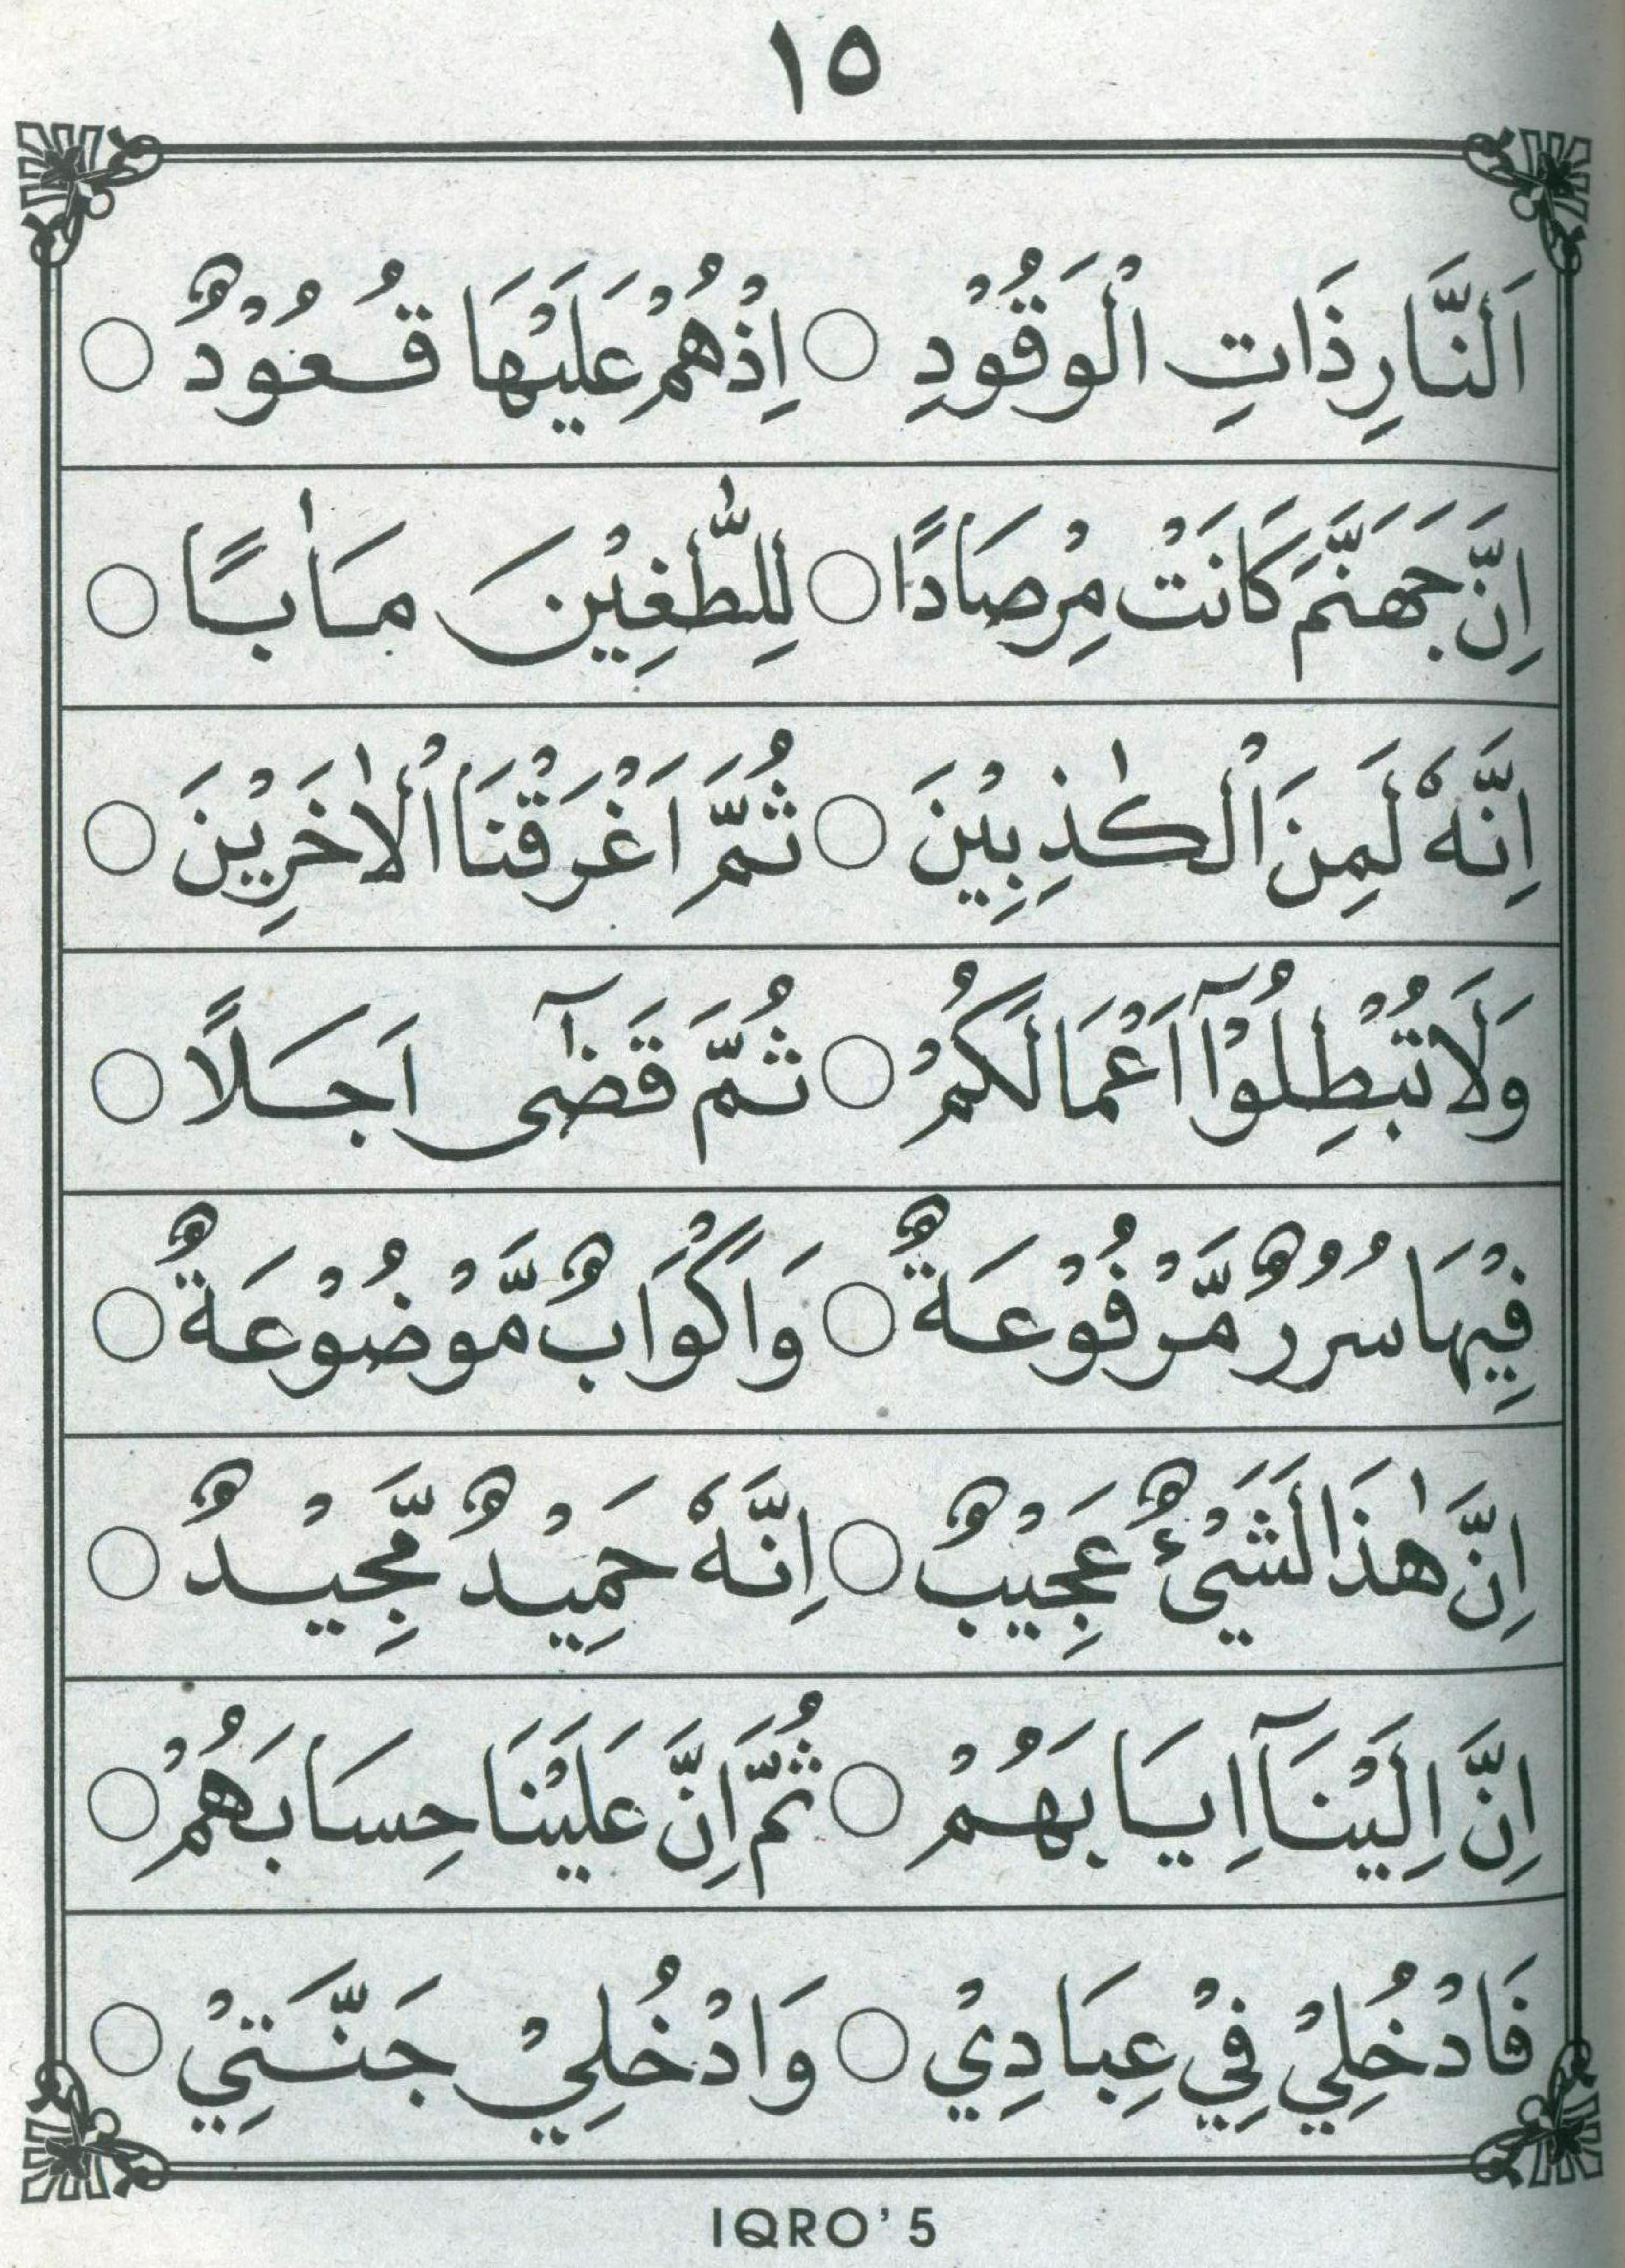 ١٥
اَلنَّارِ ذَاتِ الْوَقُوْدِ ○ اِذْهُمْ عَلَيْهَا قُعُوْدٌ ○
اِنَّ جَهَنَّمَ كَانَتْ مِرْصَادًا ○ لِلطّٰغِيْنَ مَاٰبًا ○
اِنَّهٗ لَمِنَ الْكٰذِبِيْنَ ○ ثُمَّ اَغْرَقْنَا الْاٰخَرِيْنَ ○
وَلَا تُبْطِلُوْآ اَعْمَالَكُمْ ○ ثُمَّ قَضٰٓى اَجَلًا ○
فِيْهَا سُرُرٌ مَّرْفُوْعَةٌ ○ وَاَكْوَابٌ مَّوْضُوْعَةٌ ○
اِنَّ هٰذَا لَشَيْئٌ عَجِيْبٌ ○ اِنَّهٗ حَمِيْدٌ مَّجِيْدٌ ○
اِنَّ اِلَيْنَآ اِيَابَهُمْ ○ ثُمَّ اِنَّ عَلَيْنَا حِسَابَهُمْ ○
فَادْخُلِيْ فِيْ عِبَادِيْ ○ وَادْخُلِيْ جَنَّتِيْ ○
IQRO' 5